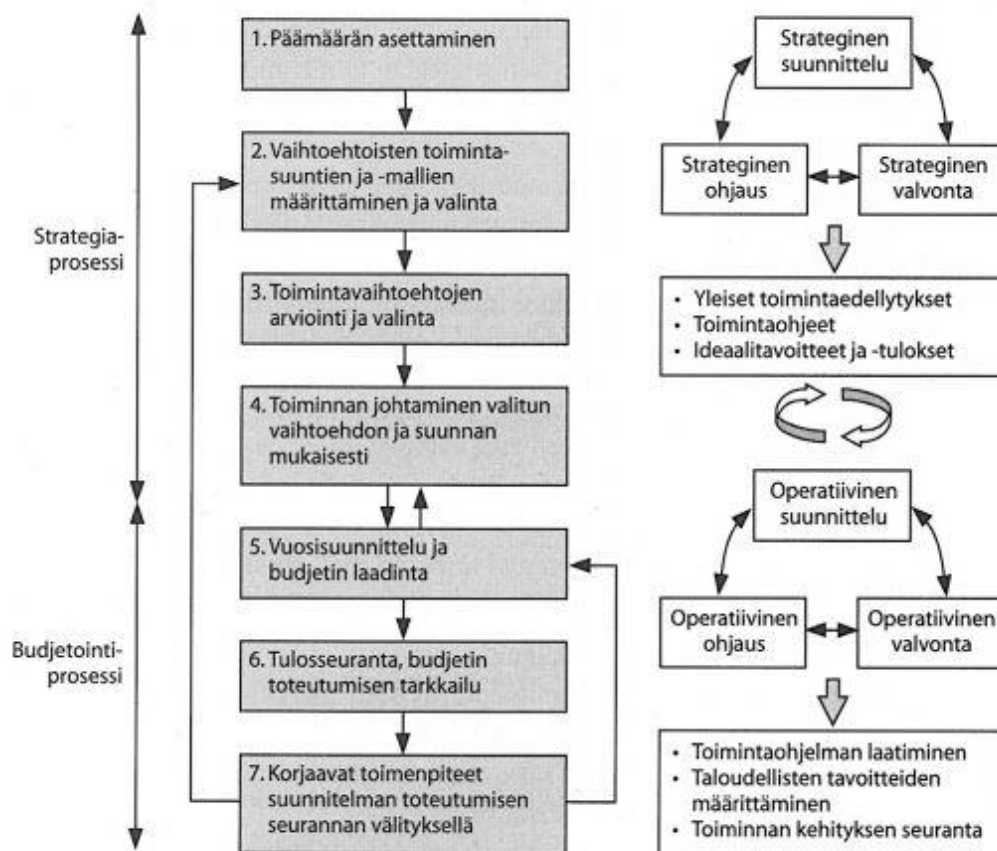 1. Päämäärän asettaminen
2. Vaihtoehtoisten toiminta-
suuntien ja -mallien
määrittäminen ja valinta
3. Toimintavaihtoehtojen
arviointi ja valinta
4. Toiminnan johtaminen valitun
vaihtoehdon ja suunnan
mukaisesti
5. Vuosisuunnittelu ja
budjetin laadinta
6. Tulosseuranta, budjetin
toteutumisen tarkkailu
7. Korjaavat toimenpiteet
suunnitelman toteutumisen
seurannan välityksellä
Strategia-
prosessi
Budjetointi-
prosessi
Strateginen
suunnittelu
Strateginen
ohjaus
Strateginen
valvonta
• Yleiset toimintaedellytykset
• Toimintaohjeet
• Ideaalitavoitteet ja -tulokset
Operatiivinen
suunnittelu
Operatiivinen
ohjaus
Operatiivinen
valvonta
• Toimintaohjelman laatiminen
• Taloudellisten tavoitteiden
määrittäminen
• Toiminnan kehityksen seuranta